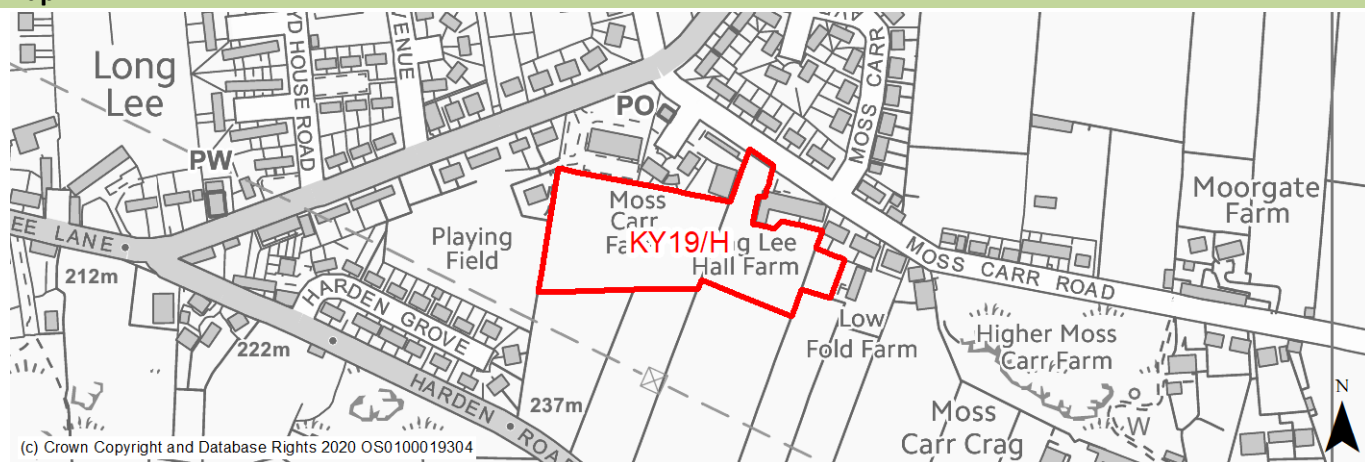 Long
Lee
D HOUSE ROAD
VENUE
PO
PW
MOSS CARR
Moorgate
Farm
Moss
Carr
Fa
KY19/H
ng Lee
Hall Farm
Playing
Field
EE LANE
212m
MOSS CARR ROAD
HARDEN GROVE
Low
Fold Farm
Higher Moss
Carr Farm
222m
237m
HARDEN ROAD
Moss
Carr Crag
W
N
(c) Crown Copyright and Database Rights 2020 OS0100019304